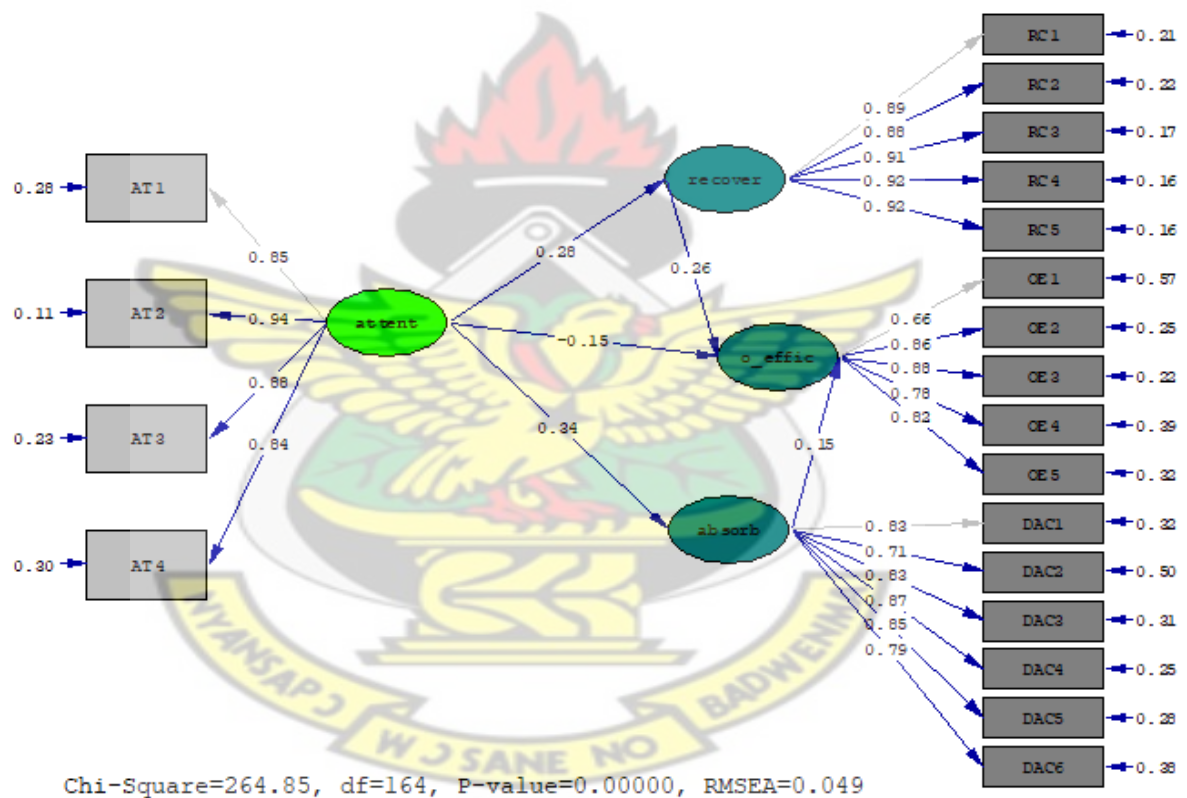 RC1 0.21
RC2 0.22
RC3 0.17
RC4 0.16
RC5 0.16
0.89
0.88
0.91
0.92
0.92
recover
0.28 AT1
0.85
0.11 AT2
0.94
0.23 AT3
0.88
0.30 AT4
0.84
attent
0.28
0.26
-0.15
0.34
0.15
o_effic
absorb
OE1 0.57
OE2 0.25
OE3 0.22
OE4 0.39
OE5 0.32
0.66
0.86
0.88
0.78
0.82
DAC1 0.32
DAC2 0.50
DAC3 0.31
DAC4 0.25
DAC5 0.28
DAC6 0.38
0.83
0.71
0.83
0.87
0.85
0.79
NYANSAPƆ WƆ SANE NO BADWENMA
Chi-Square=264.85, df=164, P-value=0.00000, RMSEA=0.049